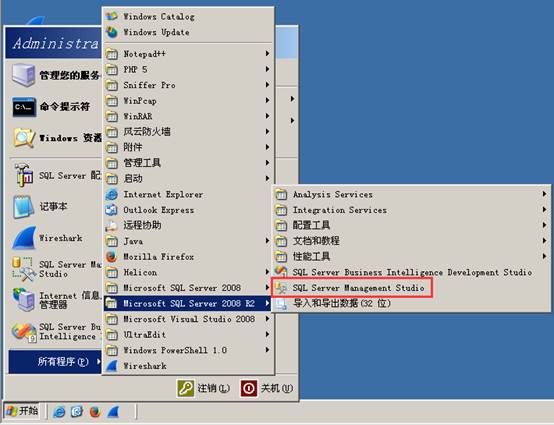 Administra
管理您的服务
命令提示符
Windows 资源
SQL Server 配
记事本
Wireshark
SQL Server Ma
Studio
Internet 信息
管理器
SQL Server Bu
Intelligence
所有程序(P)
Windows Catalog
Windows Update
Notepad++
PHP 5
Sniffer Pro
WinPcap
WinRAR
风云防火墙
附件
管理工具
启动
Internet Explorer
Outlook Express
远程协助
Java
Mozilla Firefox
Helicon
Microsoft SQL Server 2008
Microsoft SQL Server 2008 R2
Microsoft Visual Studio 2008
UltraEdit
Windows PowerShell 1.0
Wireshark
Analysis Services
Integration Services
配置工具
文档和教程
性能工具
SQL Server Business Intelligence Development Studio
SQL Server Management Studio
导入和导出数据(32 位)
注销(L)
关机(U)
开始